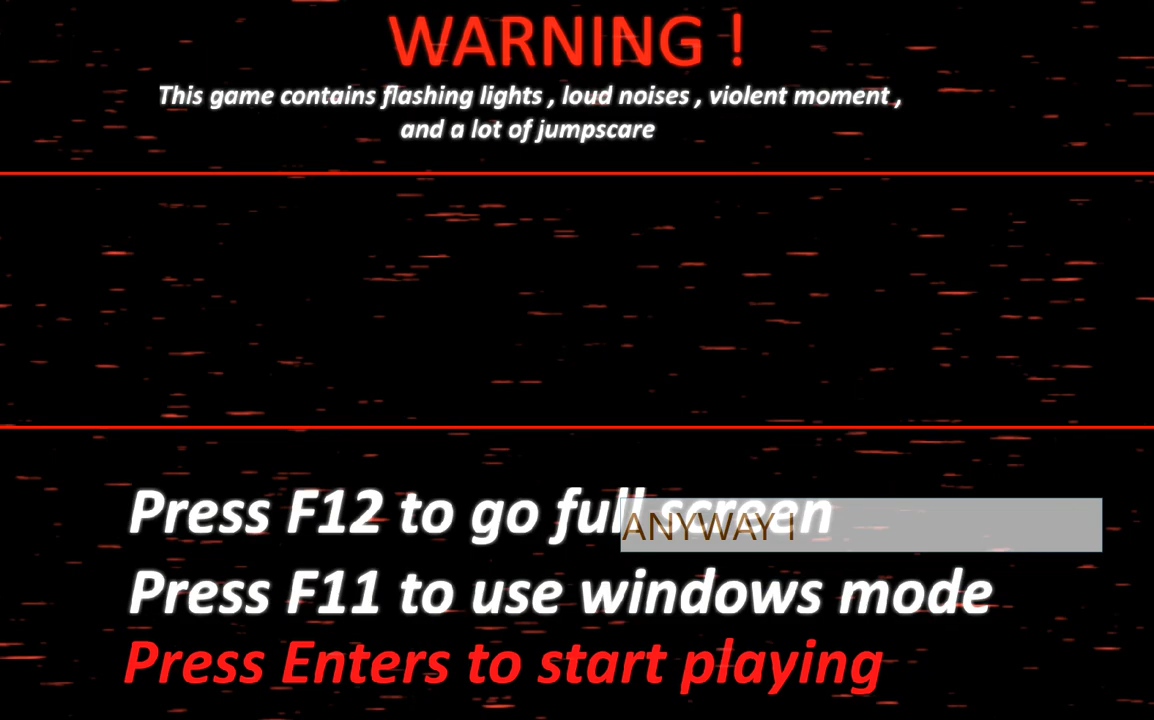 WARNING !
This game contains flashing lights , loud noises , violent moment ,
and a lot of jumpscare
Press F12 to go full screen
ANYWAY I
Press F11 to use windows mode
Press Enters to start playing